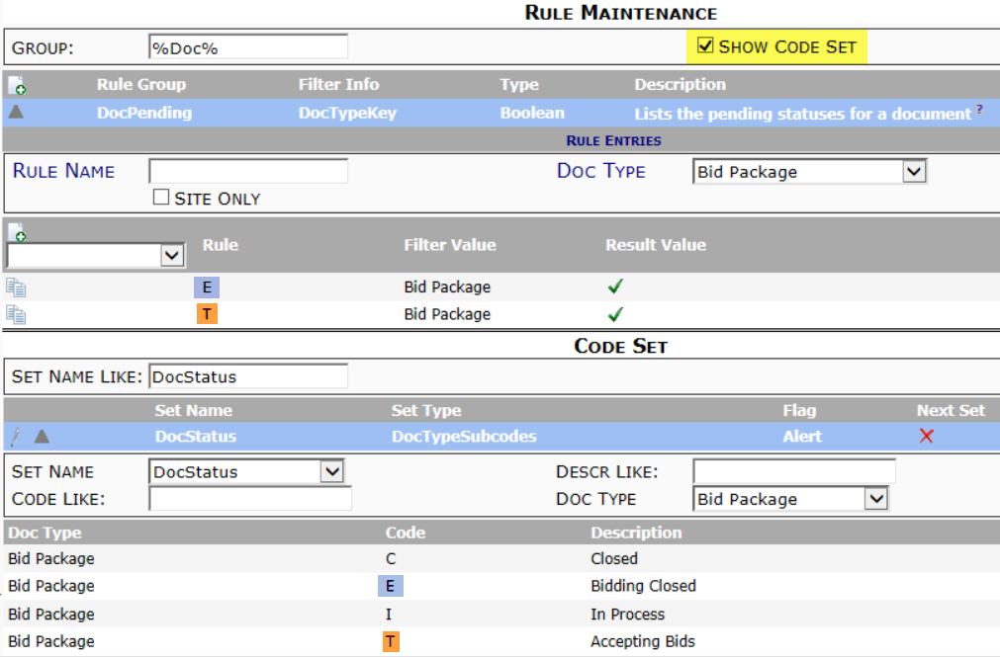 RULE MAINTENANCE
GROUP: %Doc% SHOW CODE SET
Rule Group Filter Info Type Description
DocPending DocTypeKey Boolean Lists the pending statuses for a document ?
RULE ENTRIES
RULE NAME DOC TYPE Bid Package
SITE ONLY
Rule Filter Value Result Value
E Bid Package
T Bid Package
CODE SET
SET NAME LIKE: DocStatus
Set Name Set Type Flag Next Set
DocStatus DocTypeSubcodes Alert
SET NAME DocStatus DESCR LIKE:
CODE LIKE: DOC TYPE Bid Package
Doc Type Code Description
Bid Package C Closed
Bid Package E Bidding Closed
Bid Package I In Process
Bid Package T Accepting Bids